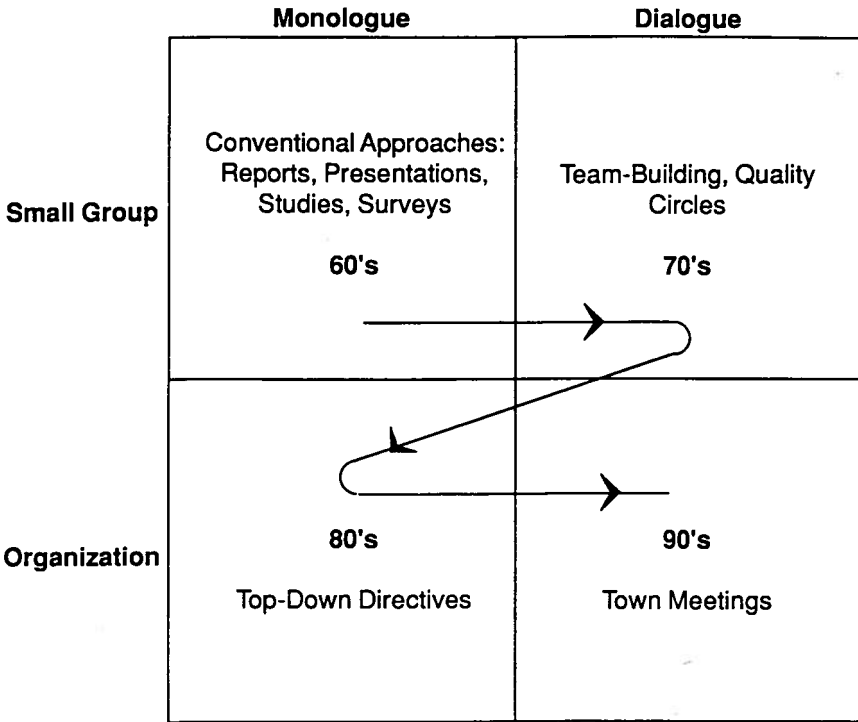 Monologue
Dialogue
Small Group
Conventional Approaches:
Reports, Presentations,
Studies, Surveys
60's
Team-Building, Quality
Circles
70's
Organization
80's
Top-Down Directives
90's
Town Meetings